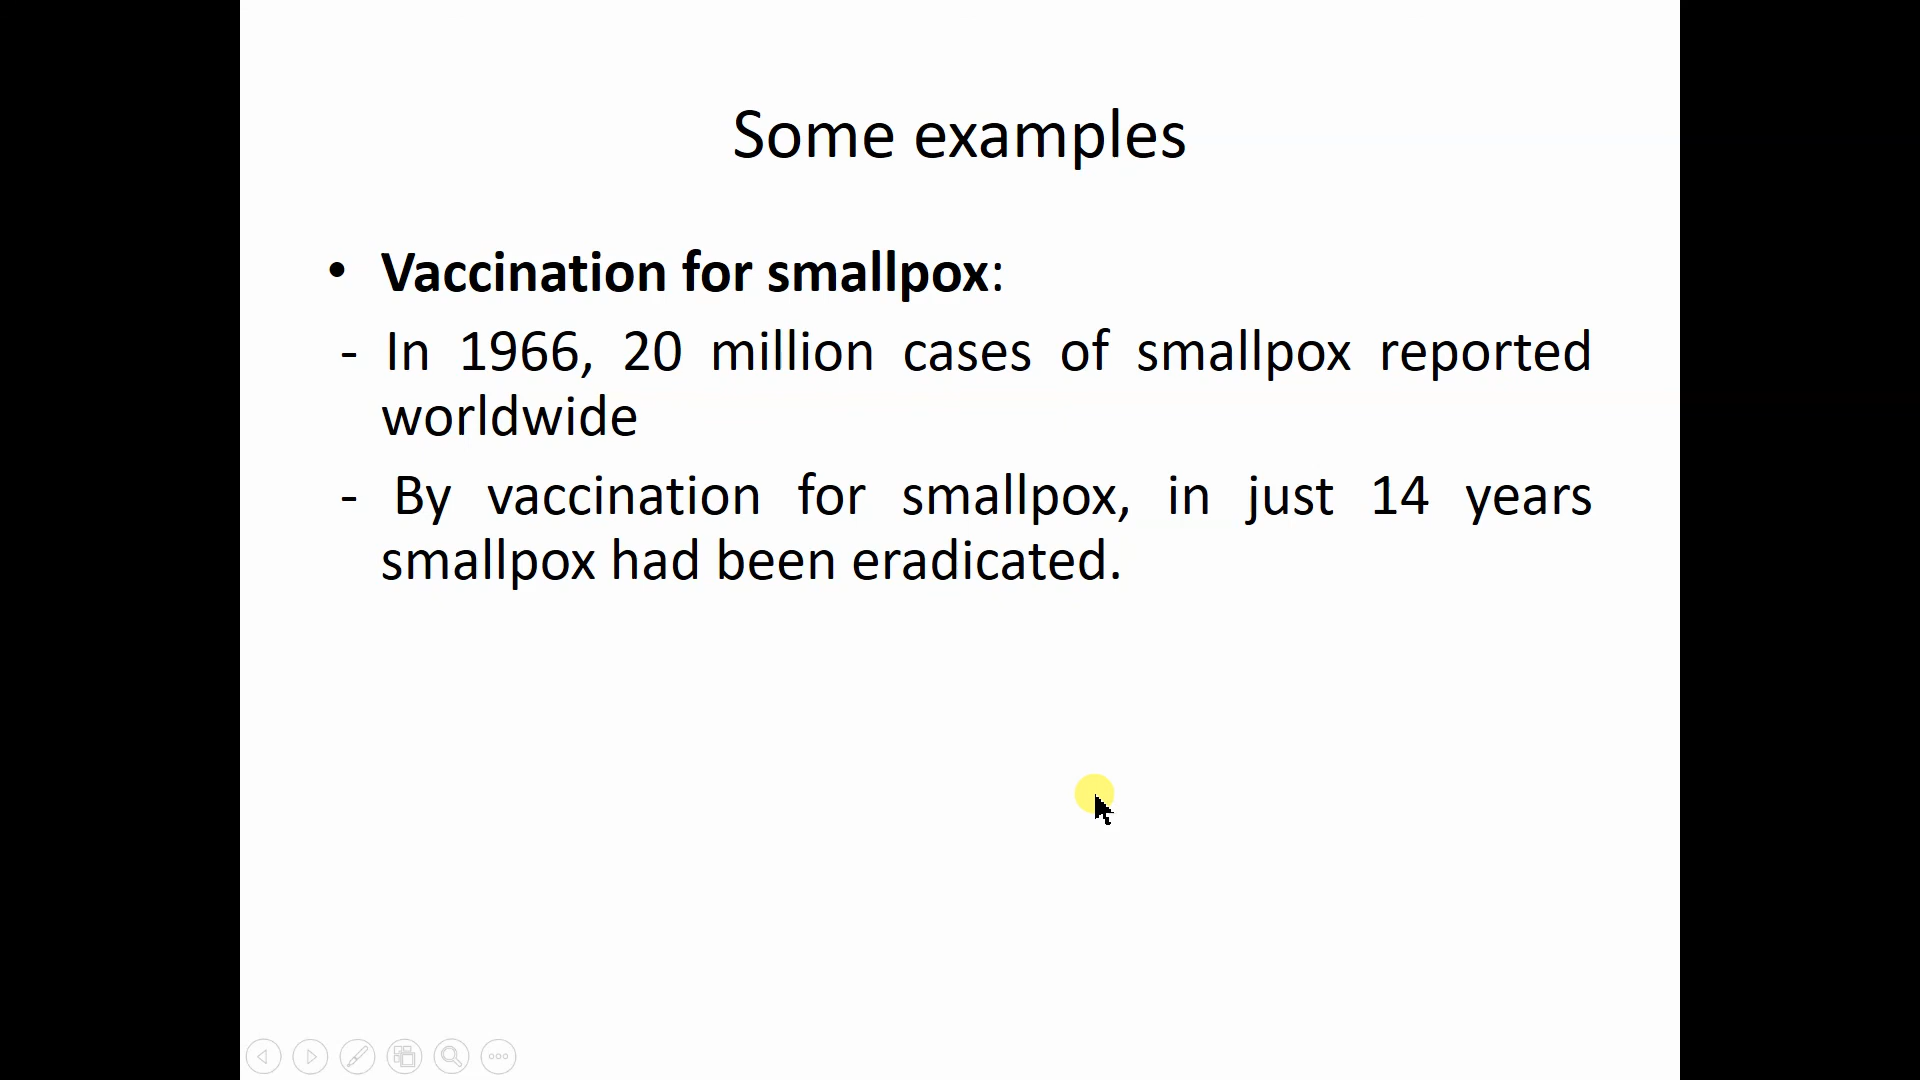 Some examples
• Vaccination for smallpox:
- In 1966, 20 million cases of smallpox reported
worldwide
- By vaccination for smallpox, in just 14 years
smallpox had been eradicated.